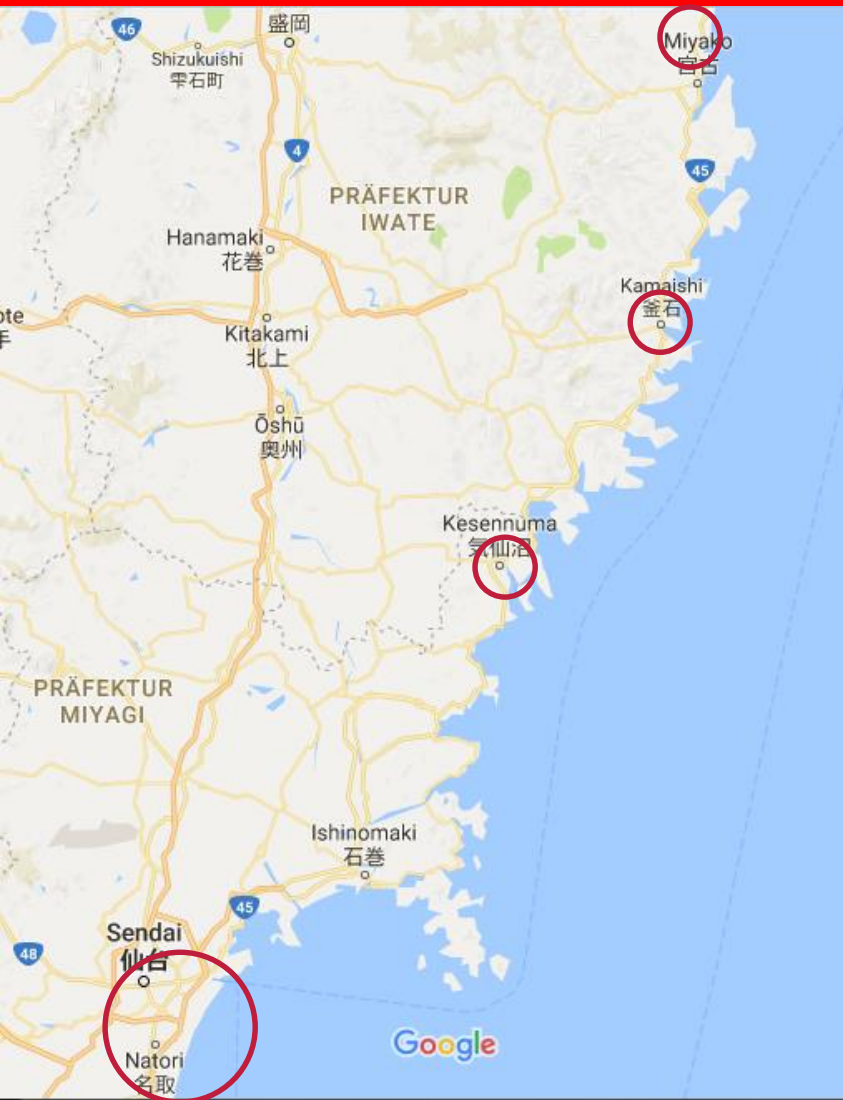 46
盛岡
Shizukuishi
雫石町
Miyako
宮古
4
45
PRÄFEKTUR
IWATE
Hanamaki
花巻
Kamaishi
釜石
ote
手
Kitakami
北上
Ōshū
奥州
Kesennuma
気仙沼
PRÄFEKTUR
MIYAGI
Ishinomaki
石巻
45
Sendai
仙台
48
Google
Natori
名取